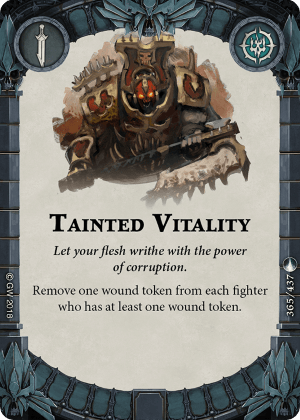 TAINTED VITALITY
Let your flesh writhe with the power
of corruption.
Remove one wound token from each fighter
who has at least one wound token.
© GW 2018
365/437